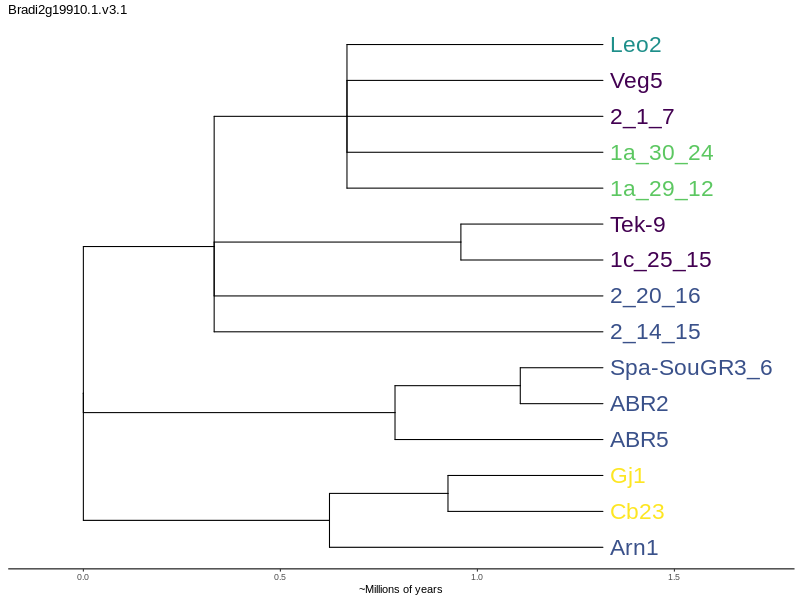 Bradi2g19910.1.v3.1
Leo2
Veg5
2_1_7
1a_30_24
1a_29_12
Tek-9
1c_25_15
2_20_16
2_14_15
Spa-SouGR3_6
ABR2
ABR5
Gj1
Cb23
Arn1
0.0 0.5 1.0 1.5
~Millions of years